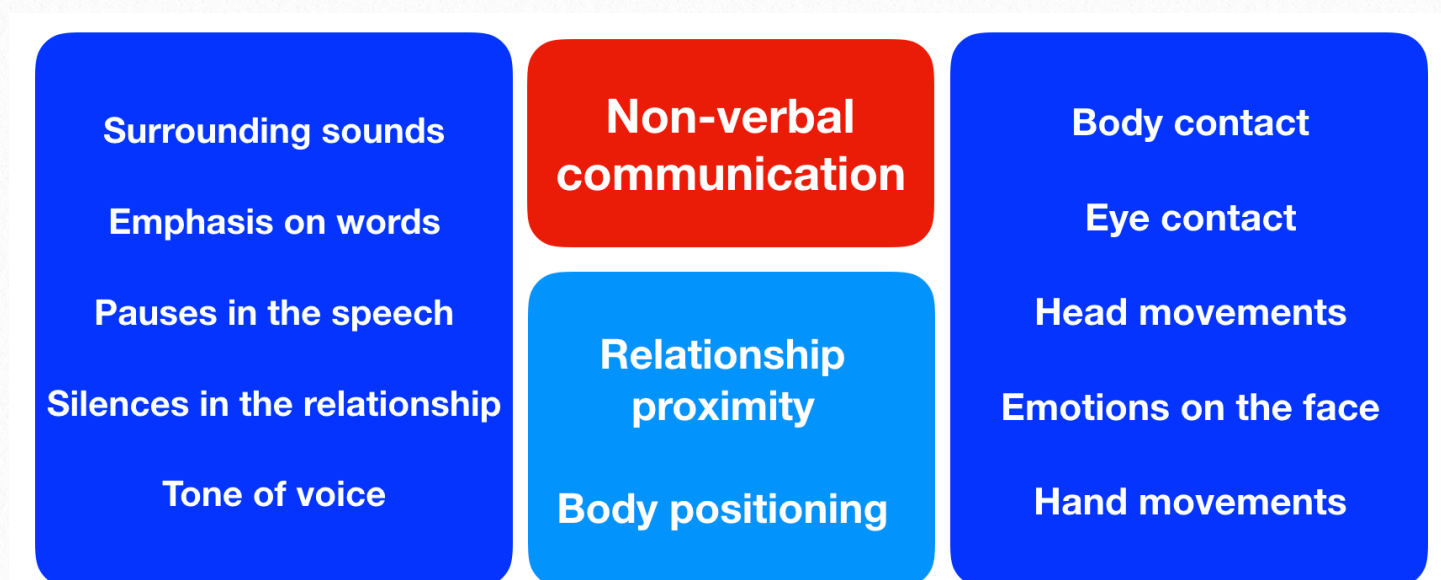 Surrounding sounds
Emphasis on words
Pauses in the speech
Silences in the relationship
Tone of voice
Non-verbal
communication
Relationship
proximity
Body positioning
Body contact
Eye contact
Head movements
Emotions on the face
Hand movements